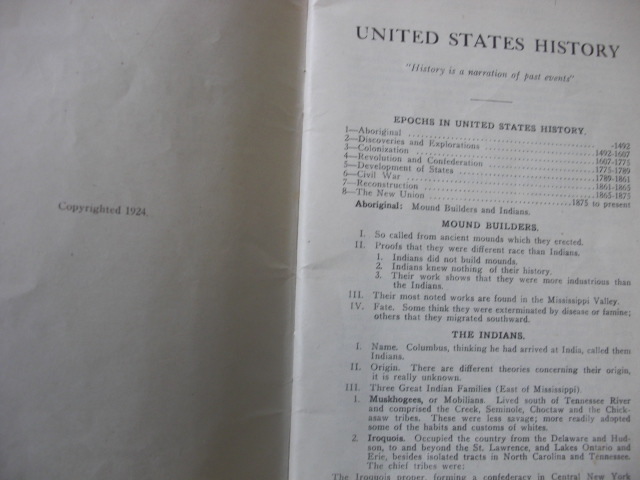 Copyrighted 1924.
UNITED STATES HISTORY
"History is a narration of past events"
EPOCHS IN UNITED STATES HISTORY.
1—Aboriginal ........ -1492
2—Discoveries and Explorations ........ 1492-1607
3—Colonization ........ 1607-1775
4—Revolution and Confederation ........ 1775-1789
5—Development of States ........ 1789-1861
6—Civil War ........ 1861-1865
7—Reconstruction ........ 1865-1875
8—The New Union ........ 1875 to present
Aboriginal: Mound Builders and Indians.
MOUND BUILDERS.
I. So called from ancient mounds which they erected.
II. Proofs that they were different race than Indians.
1. Indians did not build mounds.
2. Indians knew nothing of their history.
3. Their work shows that they were more industrious than
the Indians.
III. Their most noted works are found in the Mississippi Valley.
IV. Fate. Some think they were exterminated by disease or famine;
others that they migrated southward.
THE INDIANS.
I. Name. Columbus, thinking he had arrived at India, called them
Indians.
II. Origin. There are different theories concerning their origin,
it is really unknown.
III. Three Great Indian Families (East of Mississippi).
1. Muskhogees, or Mobilians. Lived south of Tennessee River
and comprised the Creek, Seminole, Choctaw and the Chick-
asaw tribes. These were less savage; more readily adopted
some of the habits and customs of whites.
2. Iroquois. Occupied the country from the Delaware and Hud-
son, to and beyond the St. Lawrence, and Lakes Ontario and
Erie, besides isolated tracts in North Carolina and Tennessee.
The chief tribes were:
The Iroquois proper, forming a confederacy in Central New York